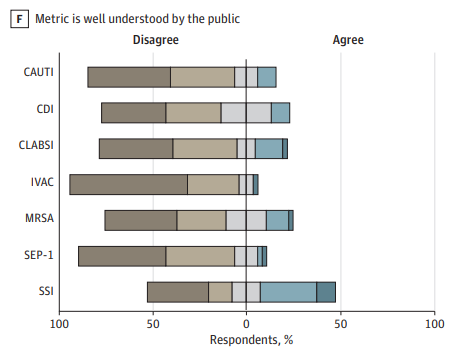 F Metric is well understood by the public
Disagree Agree
CAUTI
CDI
CLABSI
IVAC
MRSA
SEP-1
SSI
100 50 0 50 100
Respondents, %